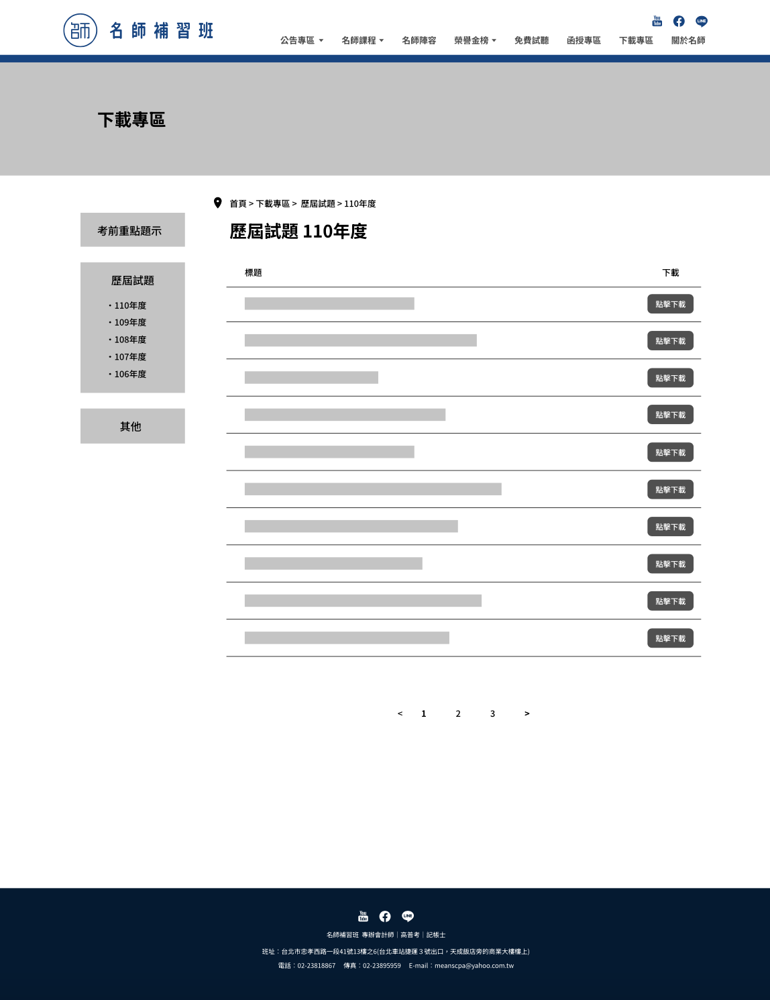 師 名師補習班
You Tube LINE
公告專區 名師課程 名師陣容 榮譽金榜 免費試聽 函授專區 下載專區 關於名師
下載專區
首頁 > 下載專區 > 歷屆試題 > 110年度
歷屆試題 110年度
考前重點題示
歷屆試題
・110年度
・109年度
・108年度
・107年度
・106年度
其他
標題 下載
點擊下載
點擊下載
點擊下載
點擊下載
點擊下載
點擊下載
點擊下載
點擊下載
點擊下載
點擊下載
< 1 2 3 >
You Tube LINE
名師補習班 專辦會計師｜高普考｜記帳士
班址：台北市忠孝西路一段41號13樓之6(台北車站捷運３號出口，天成飯店旁的商業大樓樓上)
電話：02-23818867 傳真：02-23895959 E-mail：meanscpa@yahoo.com.tw